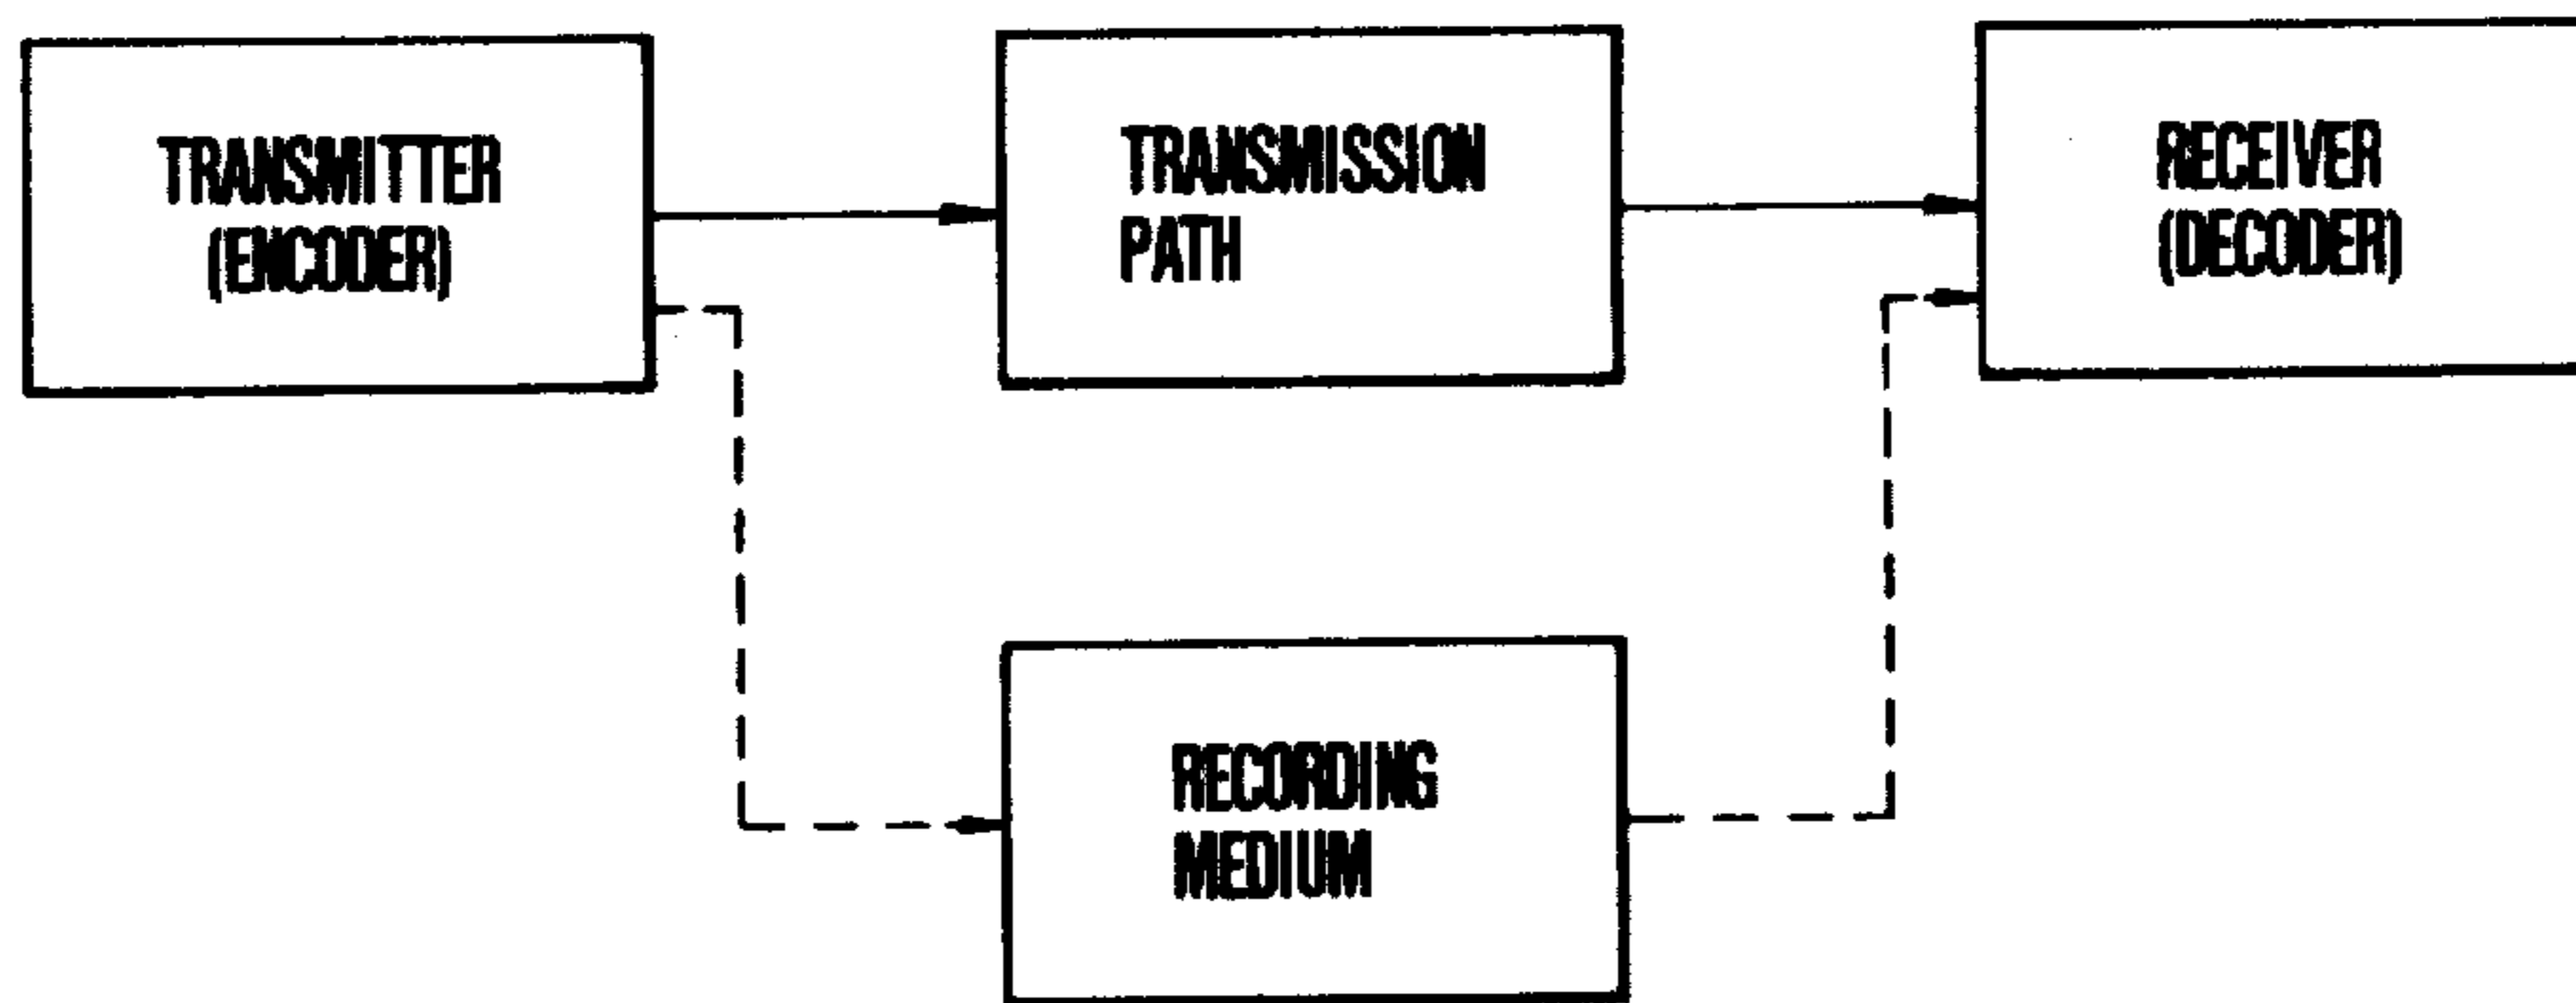 TRANSMITTER
(ENCODER)
TRANSMISSION
PATH
RECEIVER
(DECODER)
RECORDING
MEDIUM